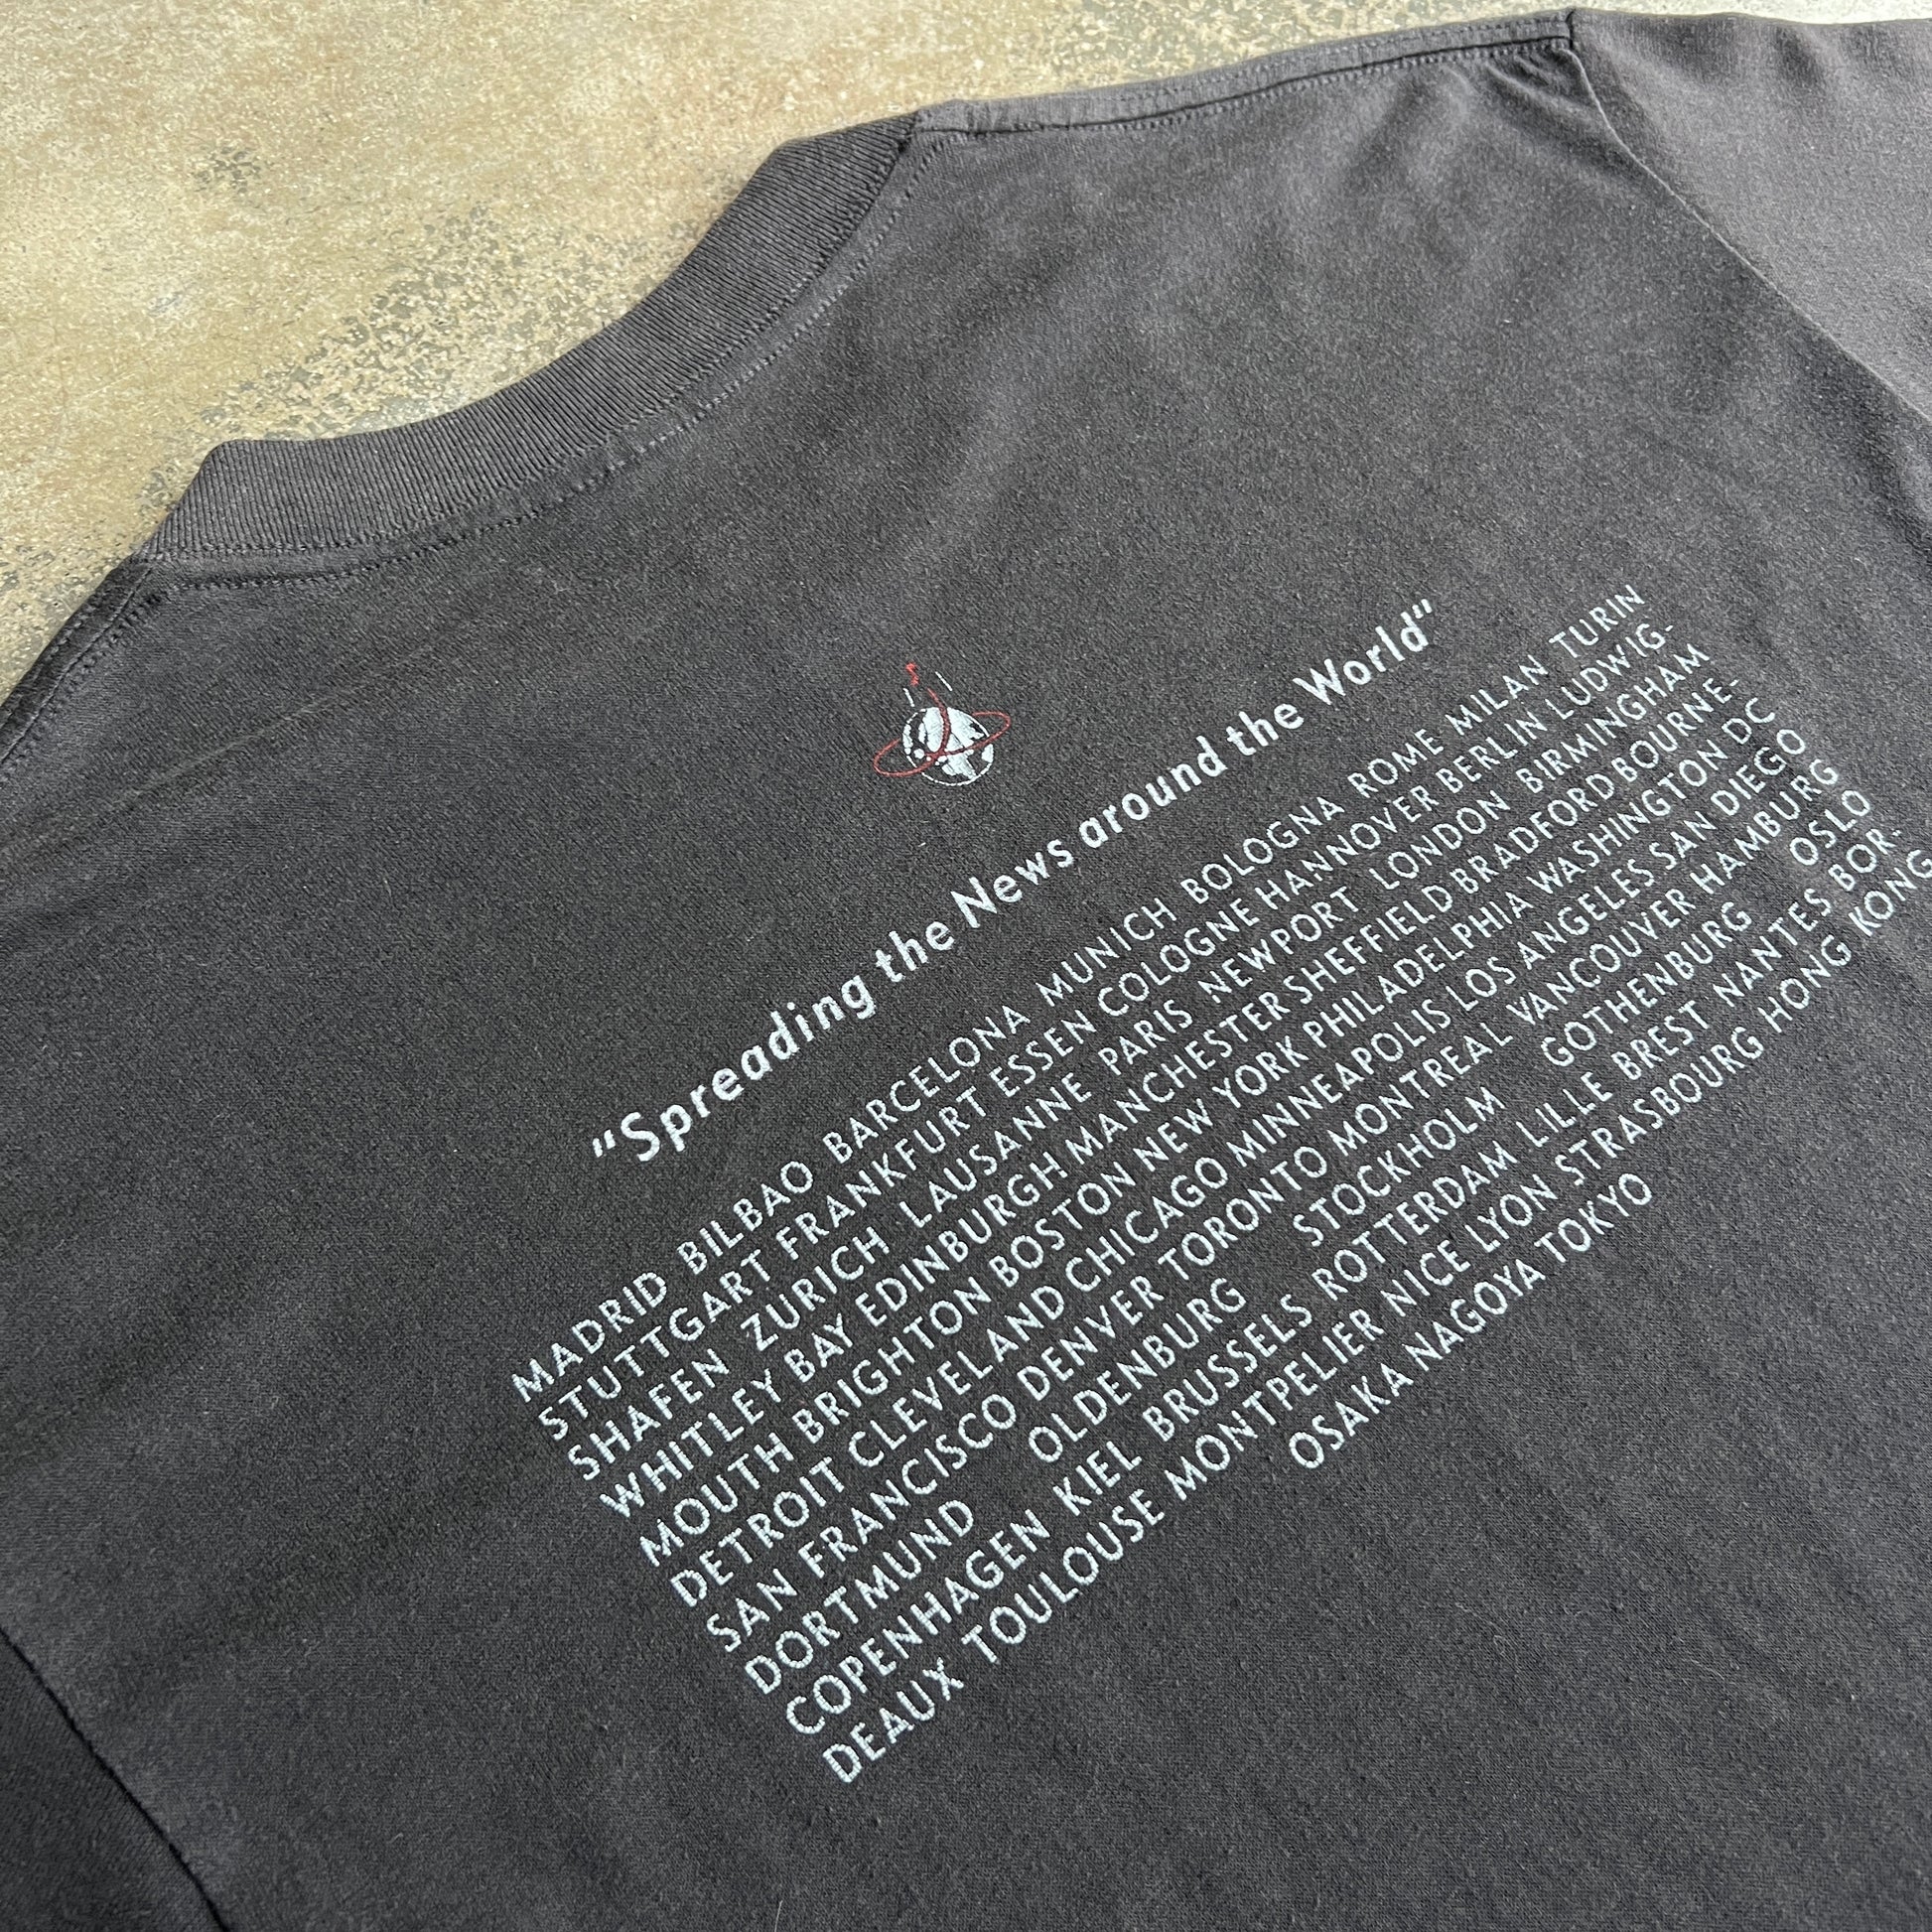 "Spreading the News around the World"
MADRID BILBAO BARCELONA MUNICH BOLOGNA ROME MILAN TURIN
STUTTGART FRANKFURT ESSEN COLOGNE HANNOVER BERLIN LUDWIG-
SHAFEN ZURICH LAUSANNE PARIS NEWPORT LONDON BIRMINGHAM
WHITLEY BAY EDINBURGH MANCHESTER SHEFFIELD BRADFORD BOURNE-
MOUTH BRIGHTON BOSTON NEW YORK PHILADELPHIA WASHINGTON DC
DETROIT CLEVELAND CHICAGO MINNEAPOLIS LOS ANGELES SAN DIEGO
SAN FRANCISCO DENVER TORONTO MONTREAL VANCOUVER HAMBURG
DORTMUND OLDENBURG STOCKHOLM GOTHENBURG OSLO
COPENHAGEN KIEL BRUSSELS ROTTERDAM LILLE BREST NANTES BOR-
DEAUX TOULOUSE MONTPELIER NICE LYON STRASBOURG HONG KONG
OSAKA NAGOYA TOKYO